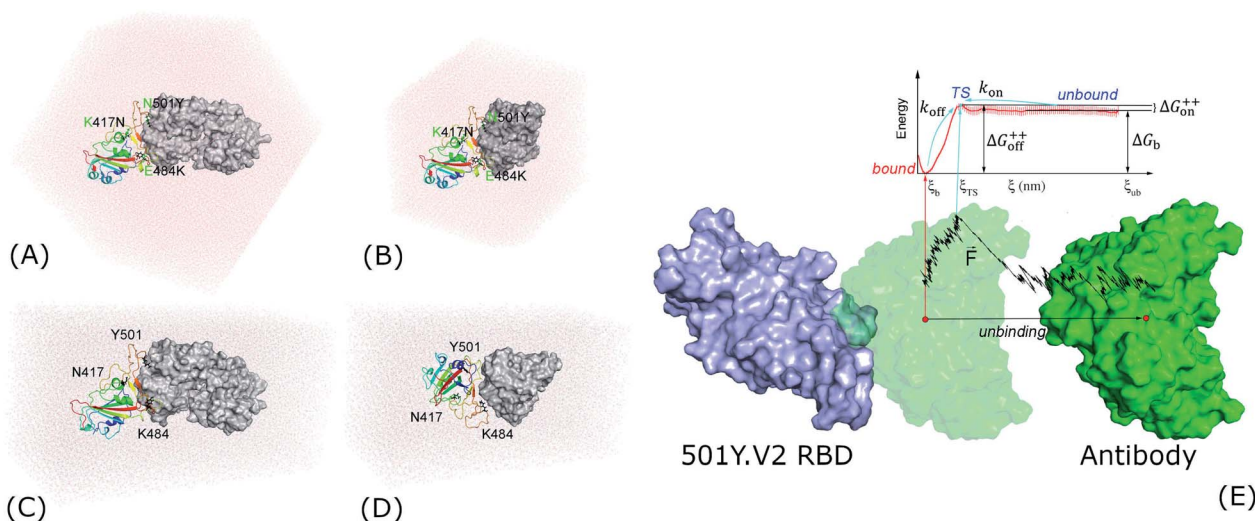 N501Y
K417N
E484K
(A)
N501Y
K417N
E484K
(B)
Y501
N417
K484
(C)
Y501
N417
K484
(D)
Energy
k_off
TS
k_on
unbound
ΔG_on^++
ΔG_off^++
ΔG_b
bound
ξ_b
ξ_TS
ξ (nm)
ξ_ub
F⃗
unbinding
501Y.V2 RBD
Antibody
(E)